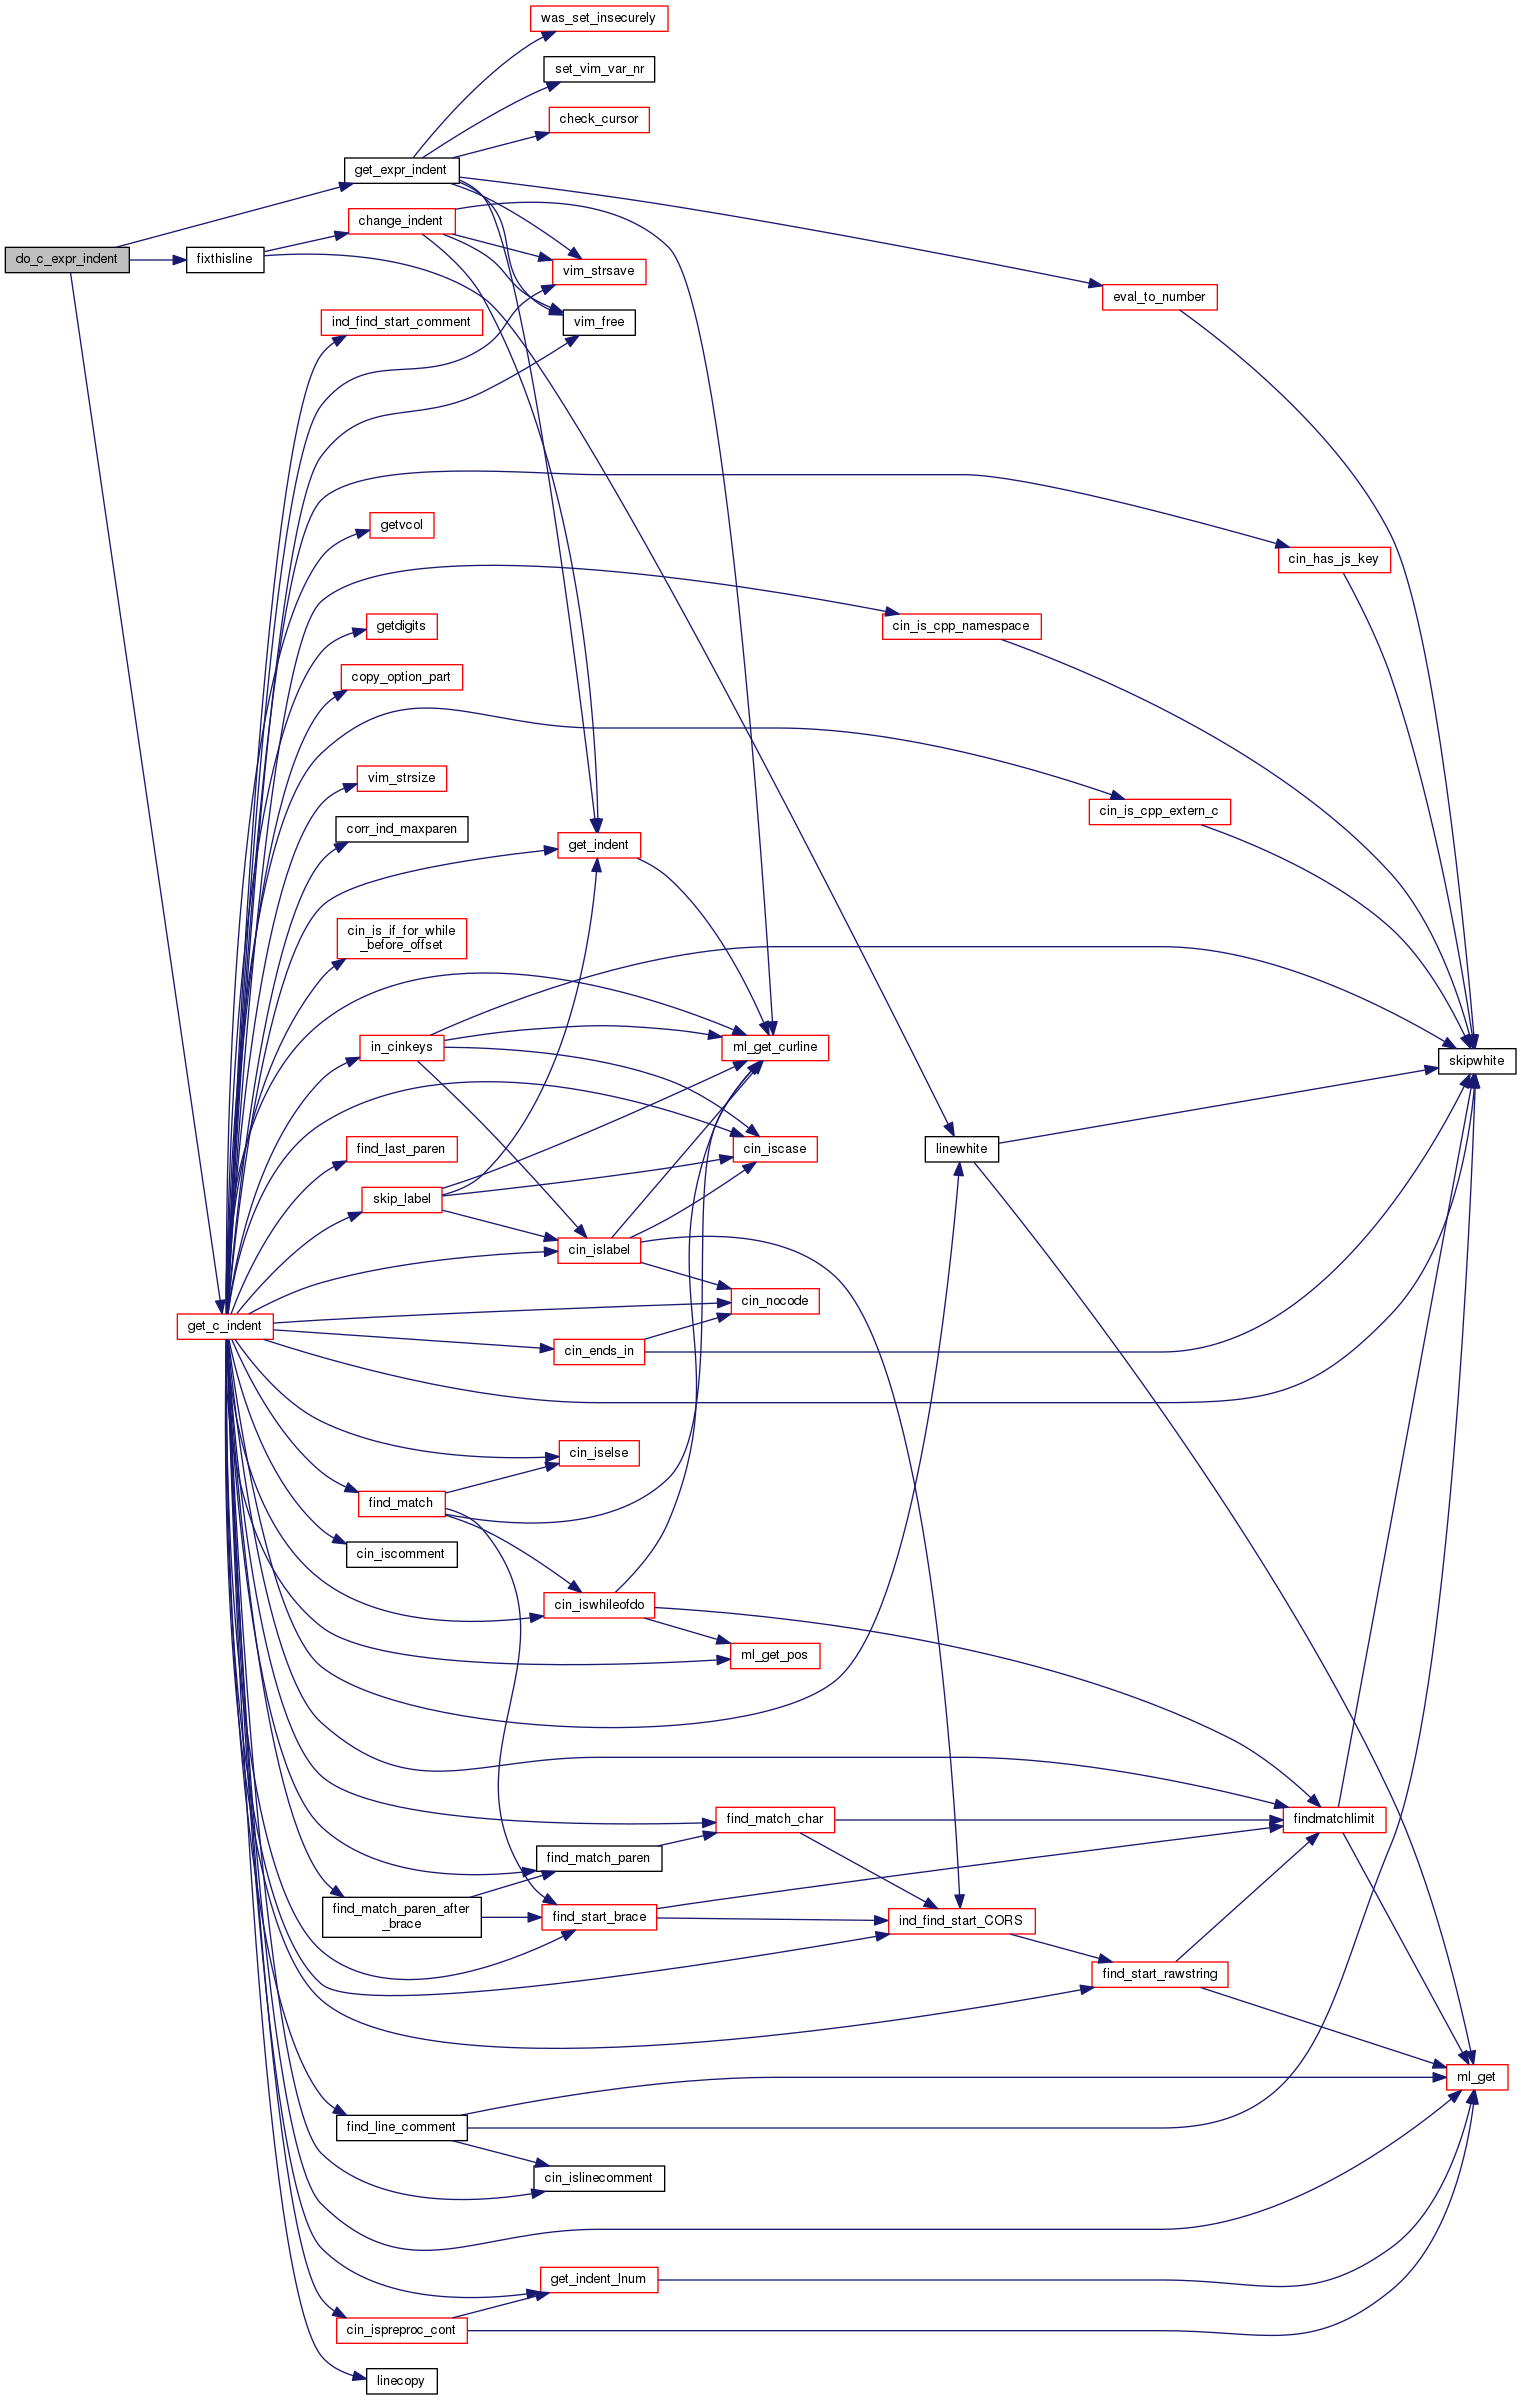 was_set_insecurely
set_vim_var_nr
check_cursor
get_expr_indent
change_indent
do_c_expr_indent
fixthisline
vim_strsave
eval_to_number
ind_find_start_comment
vim_free
getvcol
cin_has_js_key
getdigits
cin_is_cpp_namespace
copy_option_part
vim_strsize
cin_is_cpp_extern_c
corr_ind_maxparen
get_indent
cin_is_if_for_while
_before_offset
in_cinkeys
ml_get_curline
skipwhite
find_last_paren
cin_iscase
linewhite
skip_label
cin_islabel
cin_nocode
get_c_indent
cin_ends_in
cin_iselse
find_match
cin_iscomment
cin_iswhileofdo
ml_get_pos
find_match_char
findmatchlimit
find_match_paren
find_match_paren_after
_brace
find_start_brace
ind_find_start_CORS
find_start_rawstring
ml_get
find_line_comment
cin_islinecomment
get_indent_lnum
cin_ispreproc_cont
linecopy